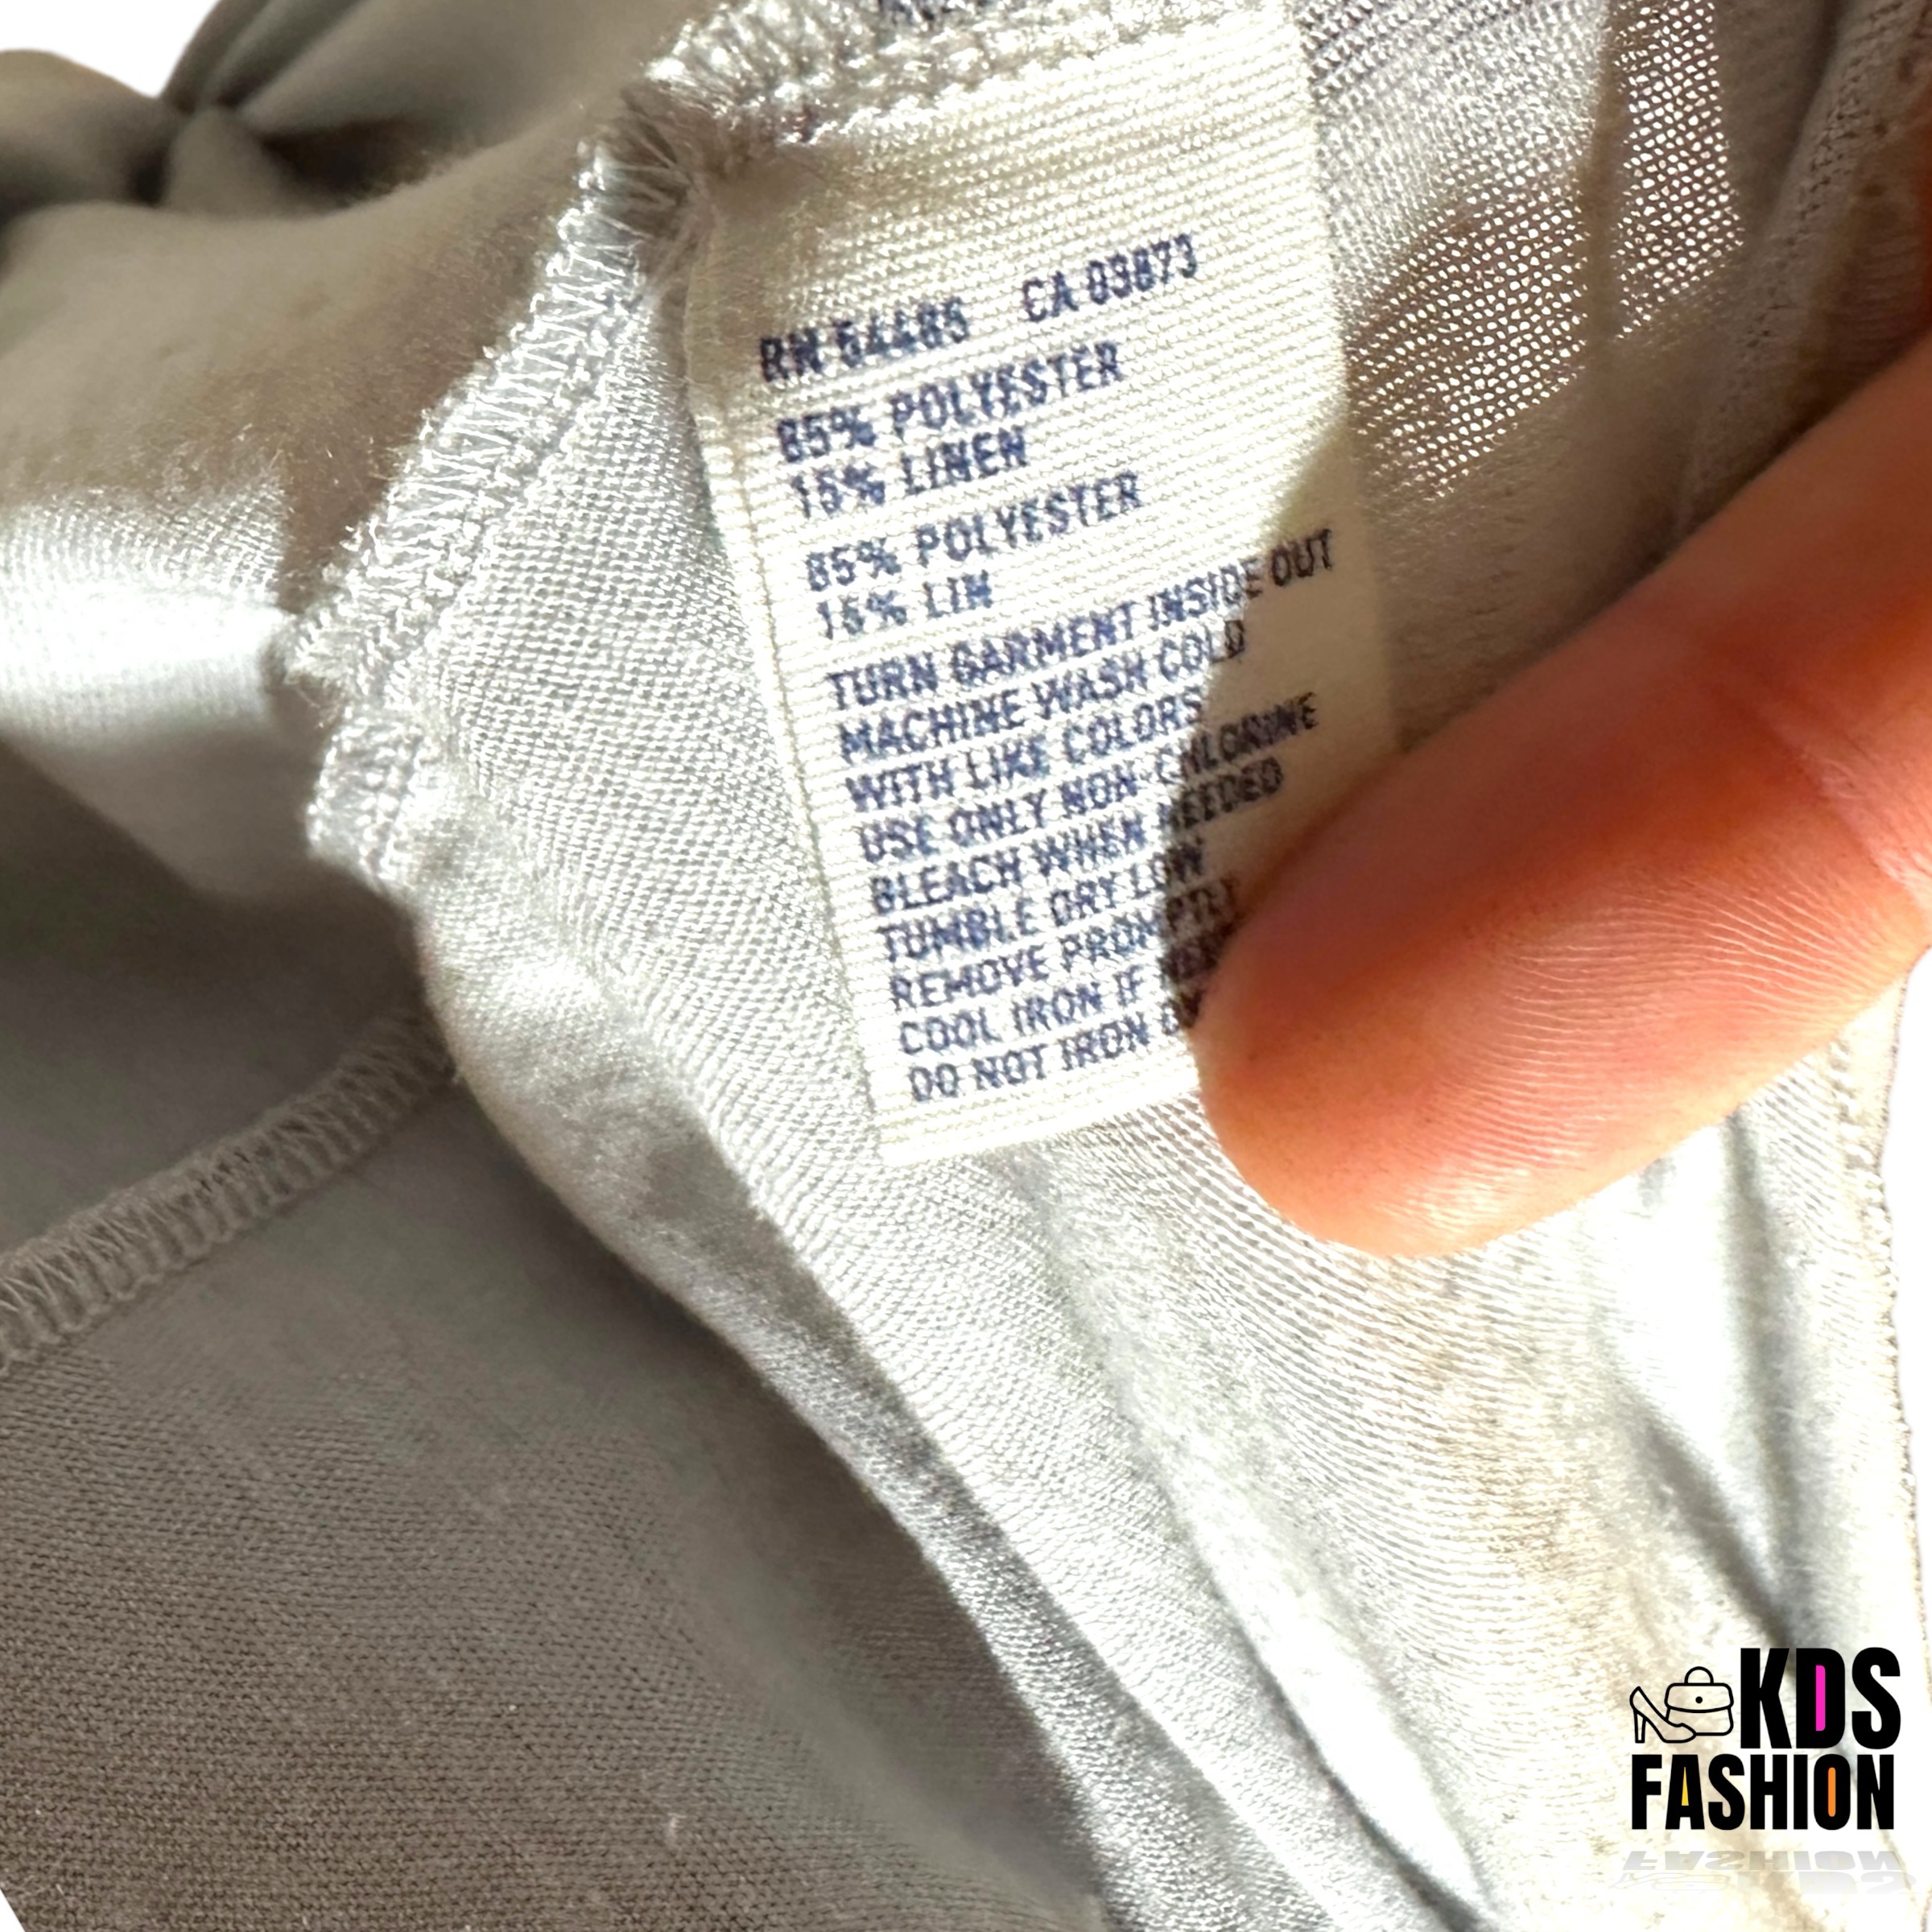 RN 54486 CA 03873
85% POLYESTER
15% LINEN
85% POLYESTER
15% LIN
TURN GARMENT INSIDE OUT
MACHINE WASH COLD
WITH LIKE COLORS
USE ONLY NON-CHLORINE
BLEACH WHEN NEEDED
TUMBLE DRY LOW
REMOVE PROMPTLY
COOL IRON IF
DO NOT IRON
KDS
FASHION